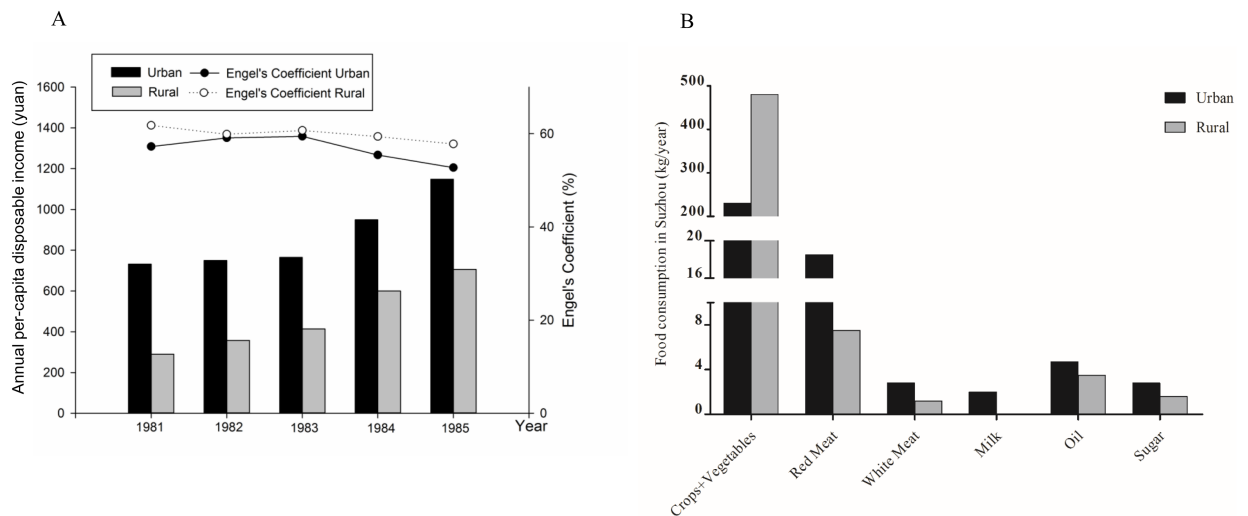 A
Urban
Engel's Coefficient Urban
Rural
Engel's Coefficient Rural
Annual per-capita disposable income (yuan)
1600
1400
1200
1000
800
600
400
200
0
1981
1982
1983
1984
1985
Year
60
40
20
0
Engel's Coefficient (%)
B
Urban
Rural
Food consumption in Suzhou (kg/year)
500
400
300
200
20
16
8
4
0
Crops+Vegetables
Red Meat
White Meat
Milk
Oil
Sugar